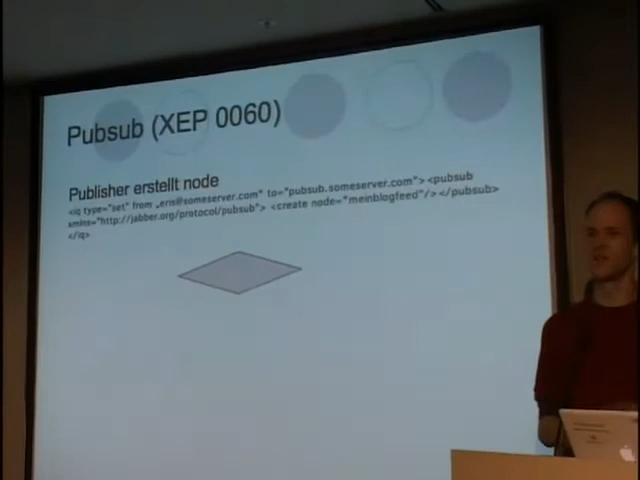 Pubsub (XEP 0060)
Publisher erstellt node
<iq type="set" from „eris@someserver.com" to="pubsub.someserver.com"><pubsub
xmlns="http://jabber.org/protocol/pubsub"> <create node="meinblogfeed"/></pubsub>
</iq>